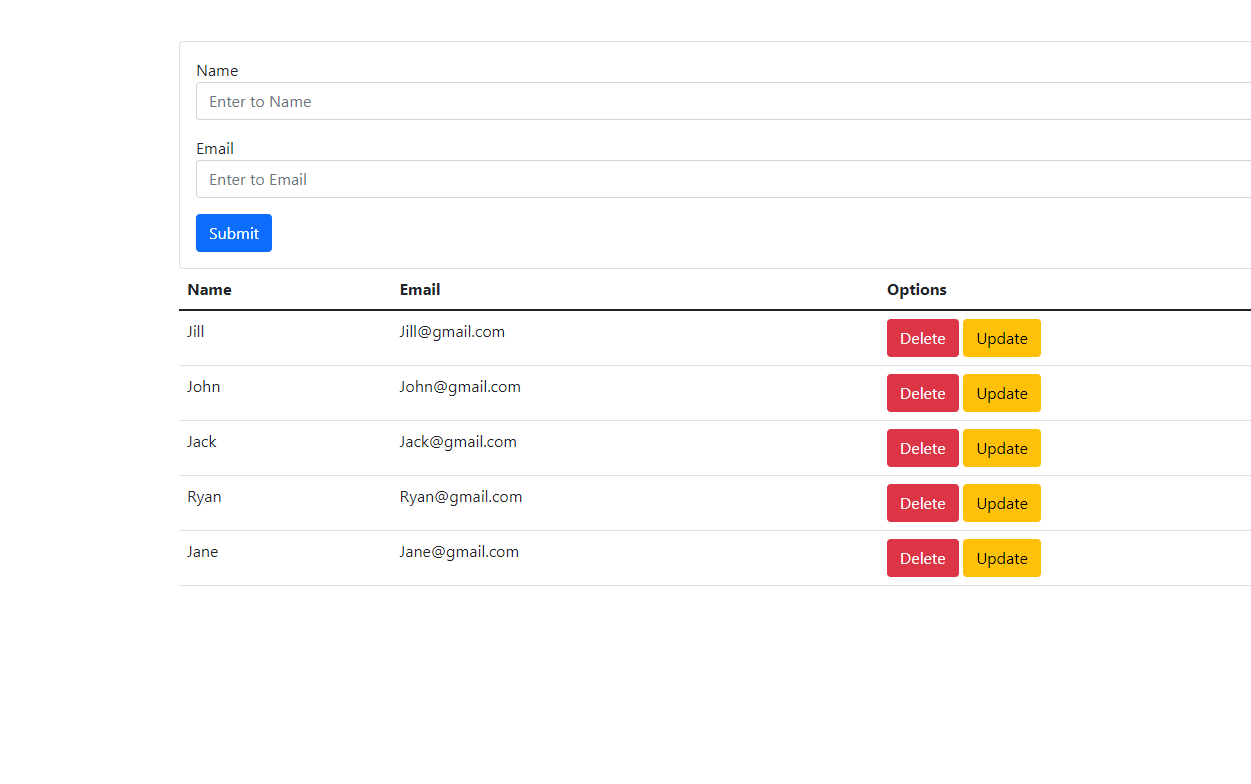 Name
Enter to Name
Email
Enter to Email
Submit
Name Email Options
Jill Jill@gmail.com Delete Update
John John@gmail.com Delete Update
Jack Jack@gmail.com Delete Update
Ryan Ryan@gmail.com Delete Update
Jane Jane@gmail.com Delete Update